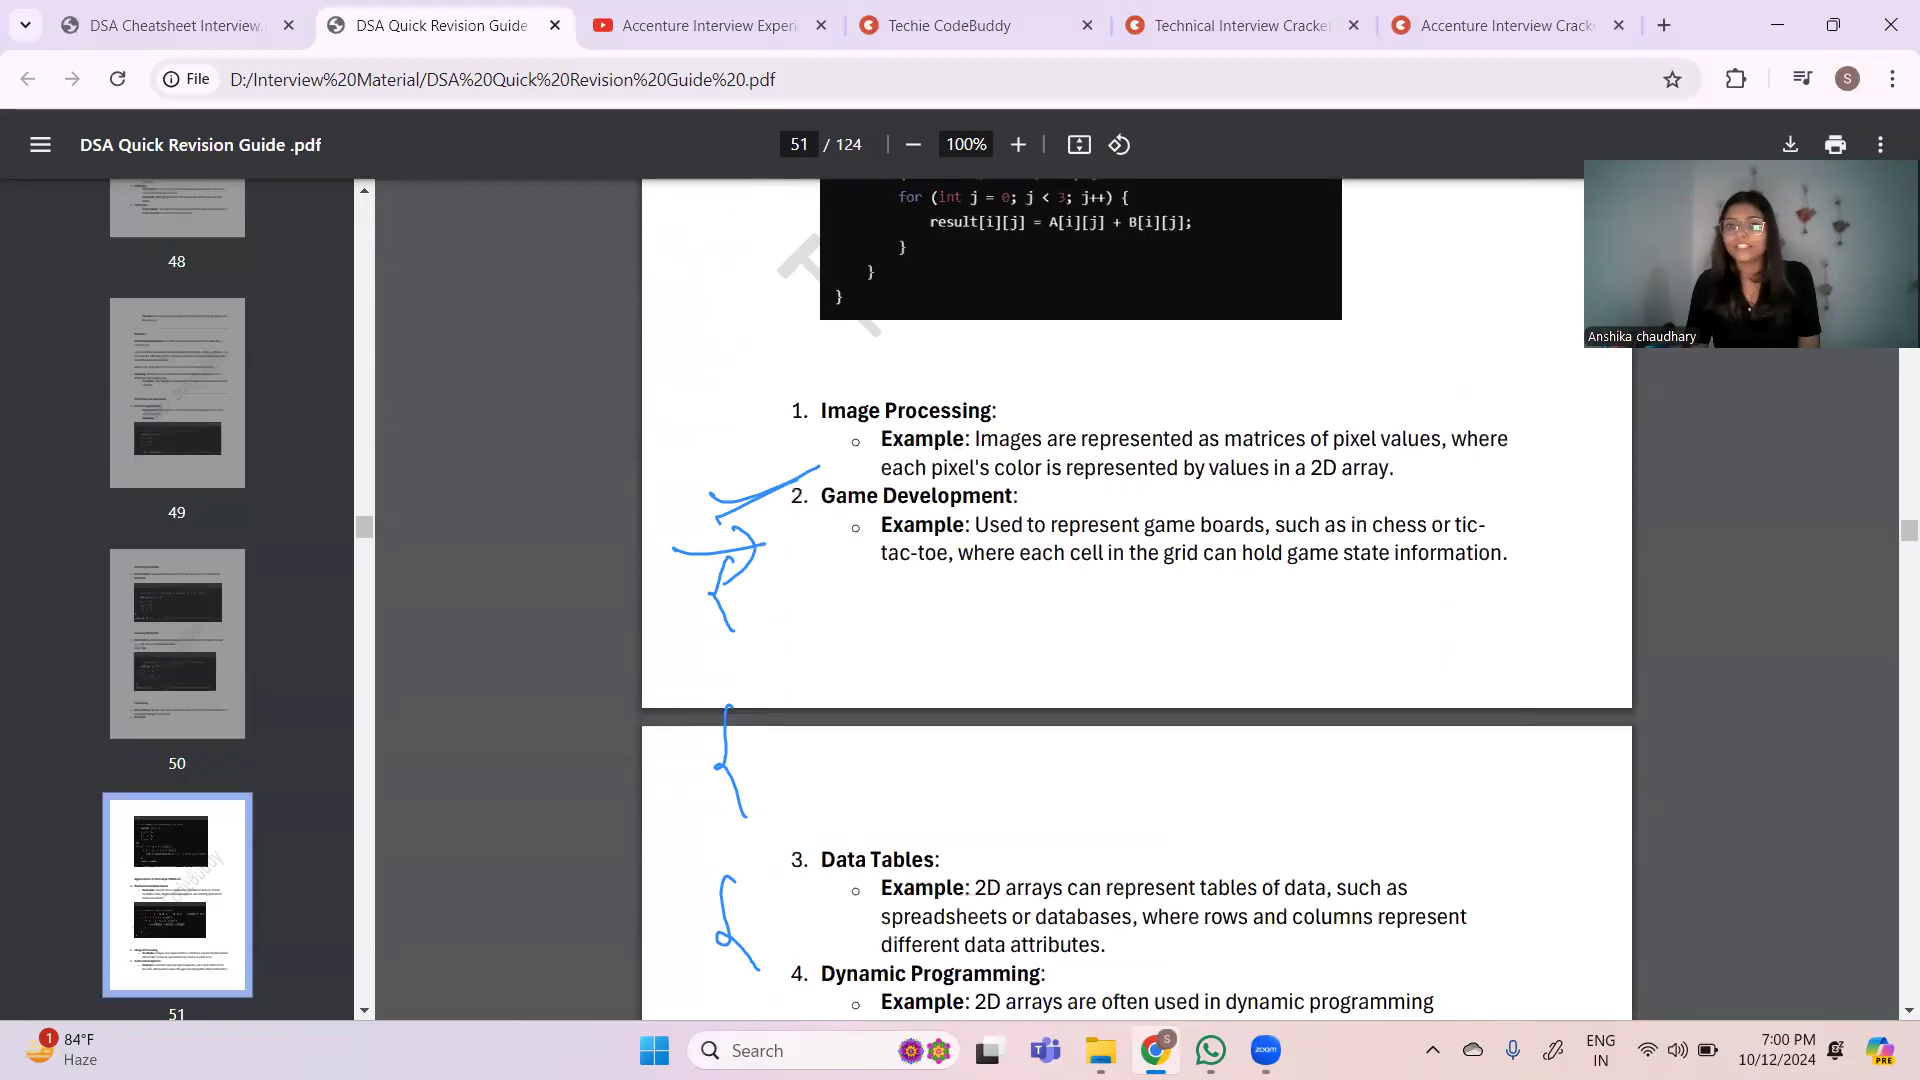 DSA Cheatsheet Interview.
DSA Quick Revision Guide
Accenture Interview Experi
Techie CodeBuddy
Technical Interview Cracke
Accenture Interview Crack
File
D:/Interview%20Material/DSA%20Quick%20Revision%20Guide%20.pdf
S
DSA Quick Revision Guide .pdf
51 / 124
100%
48
49
50
51
for (int j = 0; j < 3; j++) {
result[i][j] = A[i][j] + B[i][j];
}
}
}
Anshika chaudhary
1. Image Processing:
Example: Images are represented as matrices of pixel values, where
each pixel's color is represented by values in a 2D array.
2. Game Development:
Example: Used to represent game boards, such as in chess or tic-
tac-toe, where each cell in the grid can hold game state information.
3. Data Tables:
Example: 2D arrays can represent tables of data, such as
spreadsheets or databases, where rows and columns represent
different data attributes.
4. Dynamic Programming:
Example: 2D arrays are often used in dynamic programming
1
84°F
Haze
Search
S
zoom
ENG
IN
7:00 PM
10/12/2024
PRE